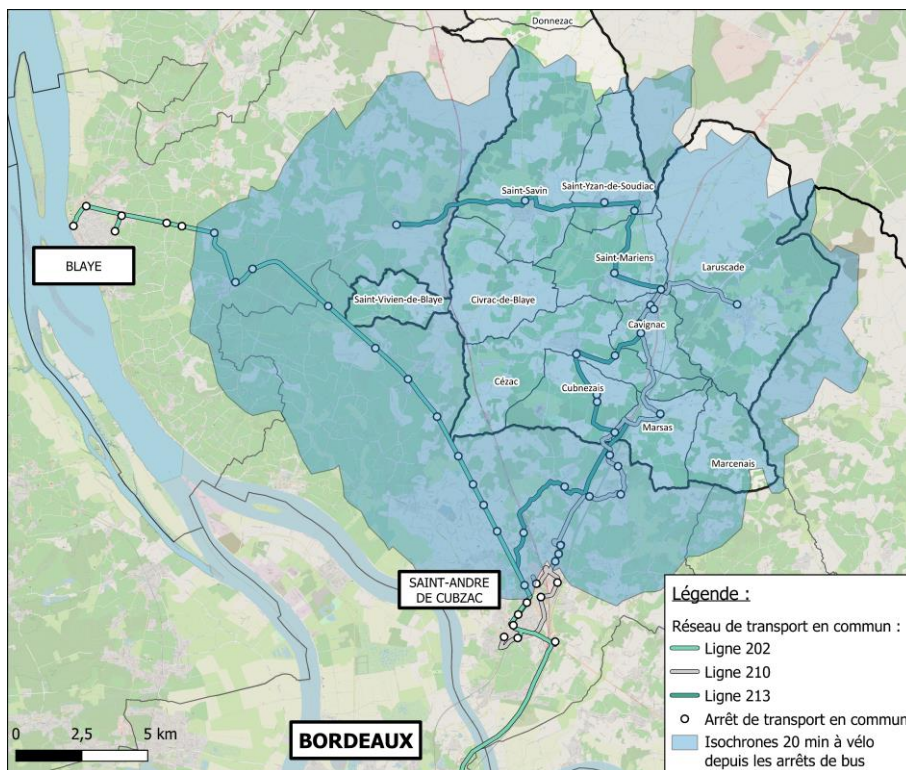 Donnezac
Saint-Savin
Saint-Yzan-de-Soudiac
BLAYE
Saint-Mariens
Laruscade
Saint-Vivien-de-Blaye
Civrac-de-Blaye
Cavignac
Cézac
Cubnezais
Marsas
Marcenais
SAINT-ANDRE
DE CUBZAC
BORDEAUX
0 2,5 5 km
Légende :
Réseau de transport en commun :
Ligne 202
Ligne 210
Ligne 213
Arrêt de transport en commun
Isochrones 20 min à vélo
depuis les arrêts de bus